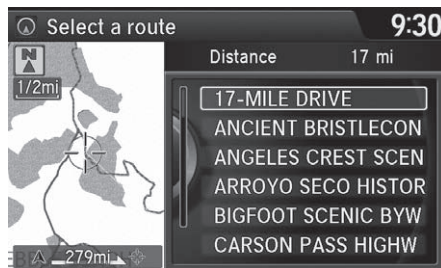 Select a route
9:30
N
1/2mi
Distance 17 mi
17-MILE DRIVE
ANCIENT BRISTLECON
ANGELES CREST SCEN
ARROYO SECO HISTOR
BIGFOOT SCENIC BYW
CARSON PASS HIGHW
279mi